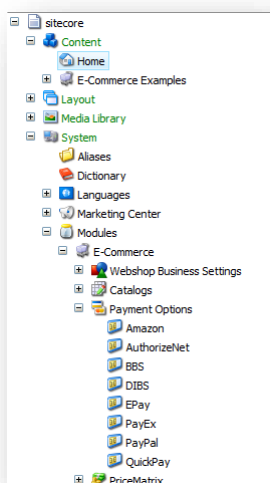 sitecore
Content
Home
E-Commerce Examples
Layout
Media Library
System
Aliases
Dictionary
Languages
Marketing Center
Modules
E-Commerce
Webshop Business Settings
Catalogs
Payment Options
Amazon
AuthorizeNet
BBS
DIBS
EPay
PayEx
PayPal
QuickPay
PriceMatrix